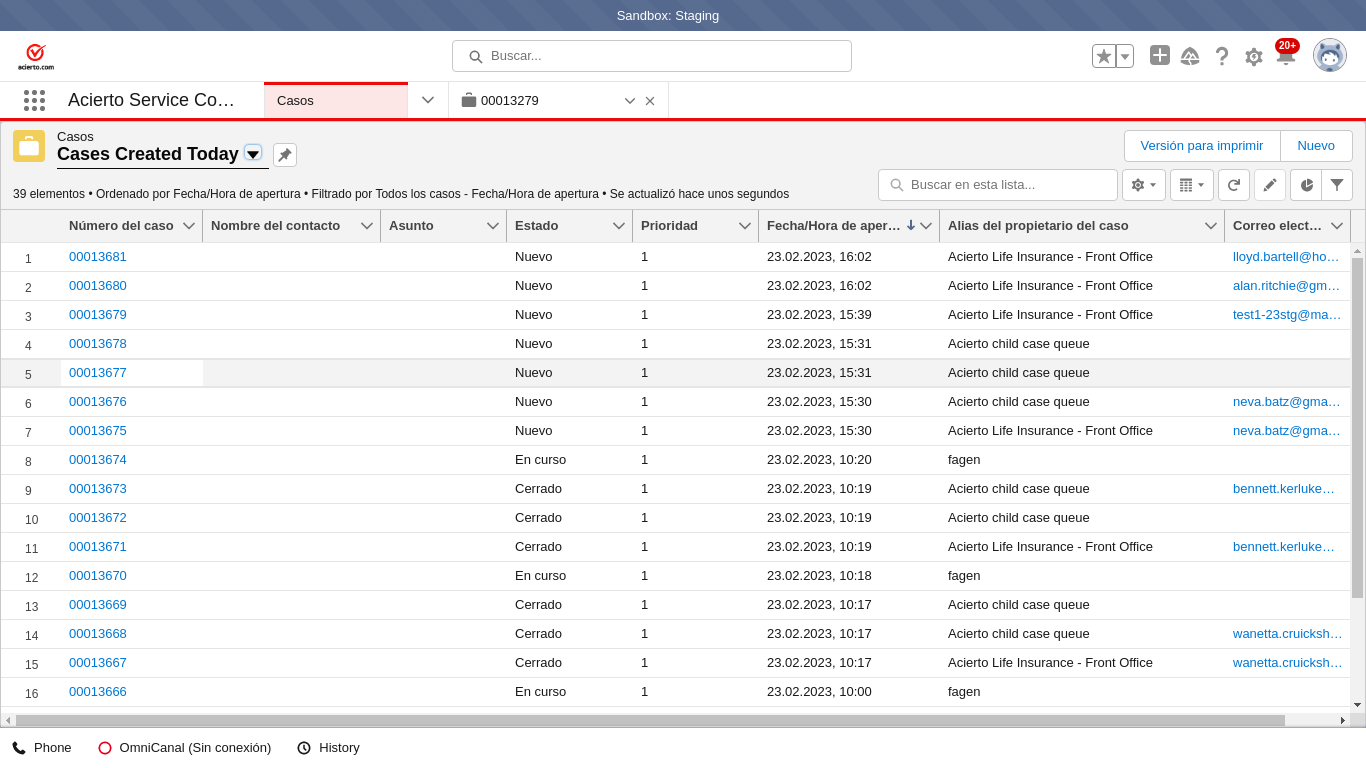 Sandbox: Staging
acierto.com
Buscar...
20+
Acierto Service Co…
Casos
00013279
Casos
Cases Created Today
Versión para imprimir
Nuevo
39 elementos • Ordenado por Fecha/Hora de apertura • Filtrado por Todos los casos - Fecha/Hora de apertura • Se actualizó hace unos segundos
Buscar en esta lista...
Número del caso Nombre del contacto Asunto Estado Prioridad Fecha/Hora de aper… Alias del propietario del caso Correo elect…
1 00013681 Nuevo 1 23.02.2023, 16:02 Acierto Life Insurance - Front Office lloyd.bartell@ho…
2 00013680 Nuevo 1 23.02.2023, 16:02 Acierto Life Insurance - Front Office alan.ritchie@gm…
3 00013679 Nuevo 1 23.02.2023, 15:39 Acierto Life Insurance - Front Office test1-23stg@ma…
4 00013678 Nuevo 1 23.02.2023, 15:31 Acierto child case queue
5 00013677 Nuevo 1 23.02.2023, 15:31 Acierto child case queue
6 00013676 Nuevo 1 23.02.2023, 15:30 Acierto child case queue neva.batz@gma…
7 00013675 Nuevo 1 23.02.2023, 15:30 Acierto Life Insurance - Front Office neva.batz@gma…
8 00013674 En curso 1 23.02.2023, 10:20 fagen
9 00013673 Cerrado 1 23.02.2023, 10:19 Acierto child case queue bennett.kerluke…
10 00013672 Cerrado 1 23.02.2023, 10:19 Acierto child case queue
11 00013671 Cerrado 1 23.02.2023, 10:19 Acierto Life Insurance - Front Office bennett.kerluke…
12 00013670 En curso 1 23.02.2023, 10:18 fagen
13 00013669 Cerrado 1 23.02.2023, 10:17 Acierto child case queue
14 00013668 Cerrado 1 23.02.2023, 10:17 Acierto child case queue wanetta.cruicksh…
15 00013667 Cerrado 1 23.02.2023, 10:17 Acierto Life Insurance - Front Office wanetta.cruicksh…
16 00013666 En curso 1 23.02.2023, 10:00 fagen
Phone
OmniCanal (Sin conexión)
History